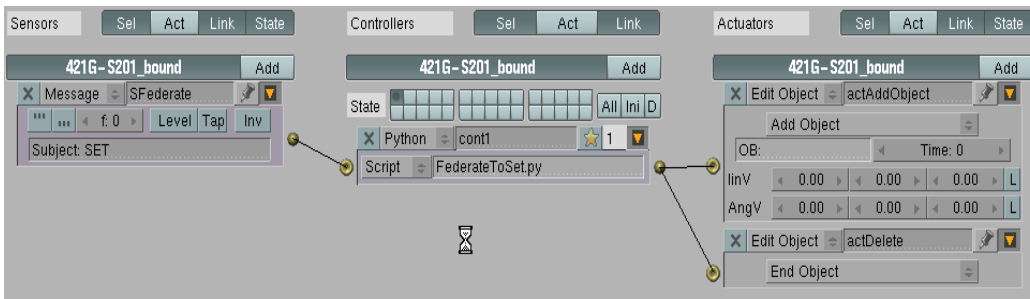 Sensors Sel Act Link State
Controllers Sel Act Link
Actuators Sel Act Link State
421G-S201_bound Add
421G-S201_bound Add
421G-S201_bound Add
X Message SFederate
''' ... f: 0 Level Tap Inv
Subject: SET
State All Ini D
X Python cont1 1
Script FederateToSet.py
X Edit Object actAddObject
Add Object
OB: Time: 0
linV 0.00 0.00 0.00 L
AngV 0.00 0.00 0.00 L
X Edit Object actDelete
End Object